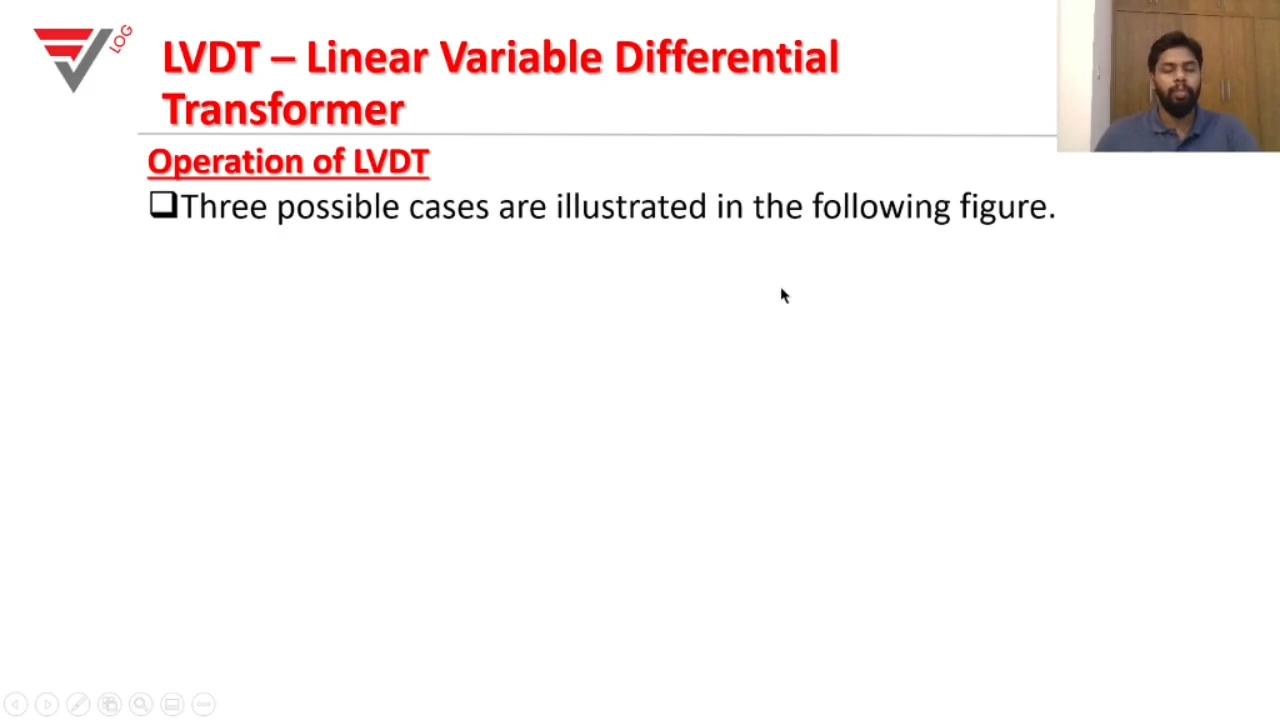 LOG
LVDT – Linear Variable Differential
Transformer
Operation of LVDT
❑Three possible cases are illustrated in the following figure.